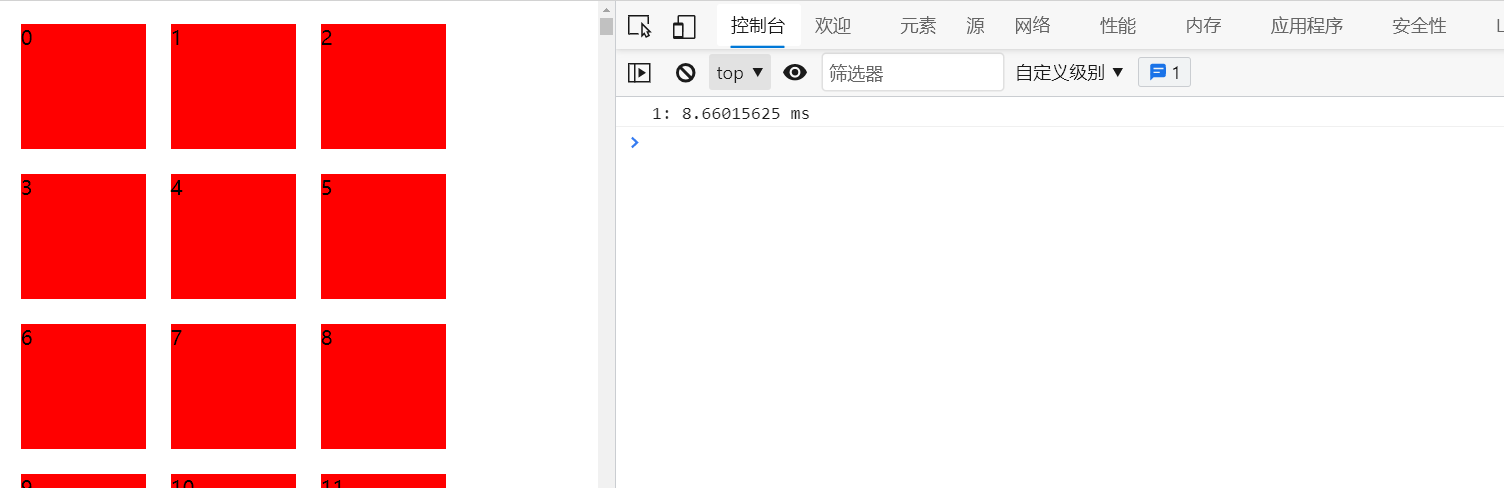 0 1 2
3 4 5
6 7 8
9 10 11
控制台 欢迎 元素 源 网络 性能 内存 应用程序 安全性 L
top ▼ 筛选器 自定义级别 ▼ 1
1: 8.66015625 ms